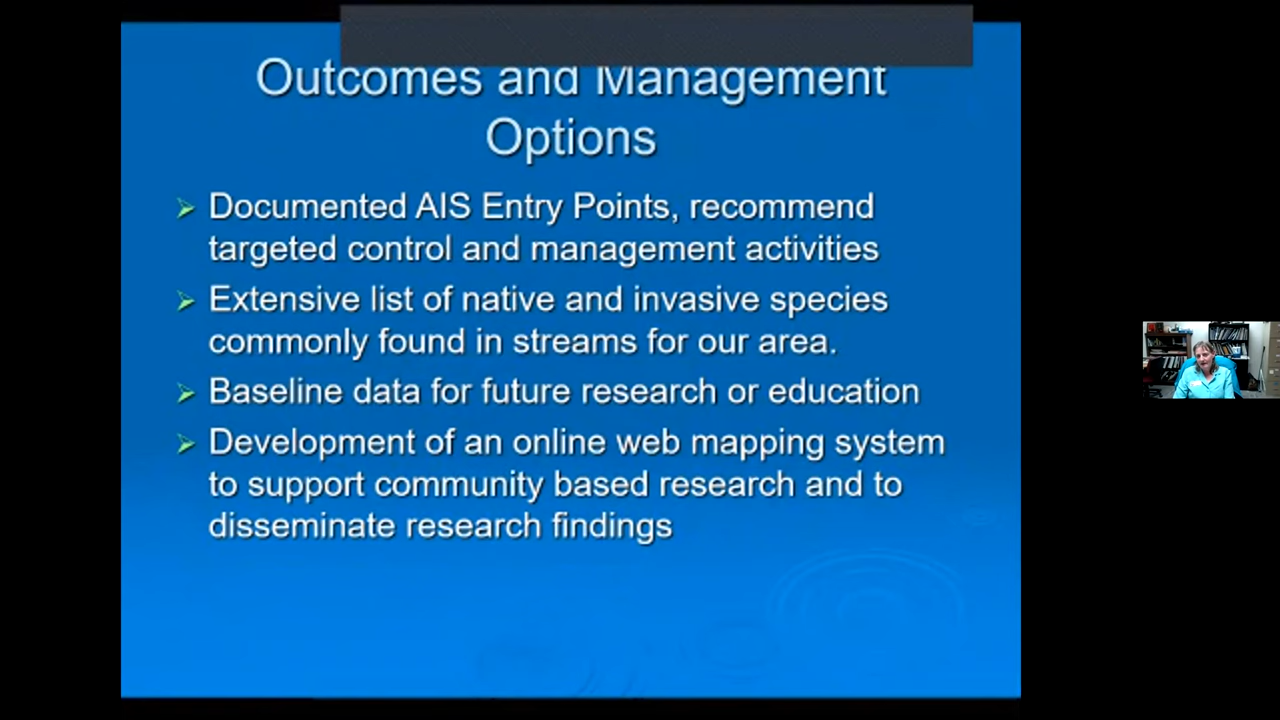 Outcomes and Management
Options
Documented AIS Entry Points, recommend
targeted control and management activities
Extensive list of native and invasive species
commonly found in streams for our area.
Baseline data for future research or education
Development of an online web mapping system
to support community based research and to
disseminate research findings